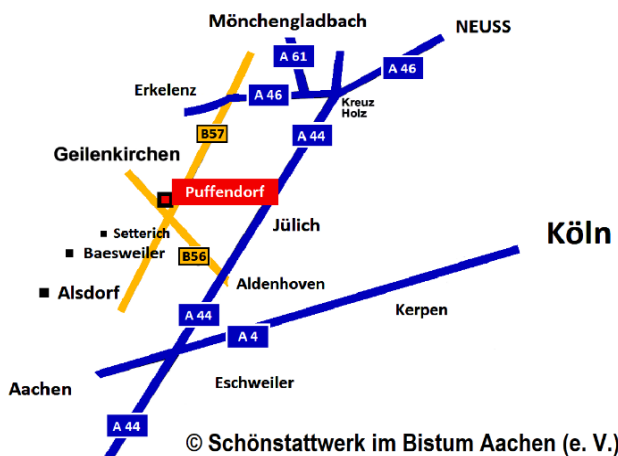 Mönchengladbach
NEUSS
A 61
A 46
Erkelenz
A 46
Kreuz
Holz
B57
A 44
Geilenkirchen
Puffendorf
Jülich
Setterich
Köln
Baesweiler
B56
Aldenhoven
Alsdorf
A 44
Kerpen
A 4
Aachen
Eschweiler
A 44
© Schönstattwerk im Bistum Aachen (e. V.)